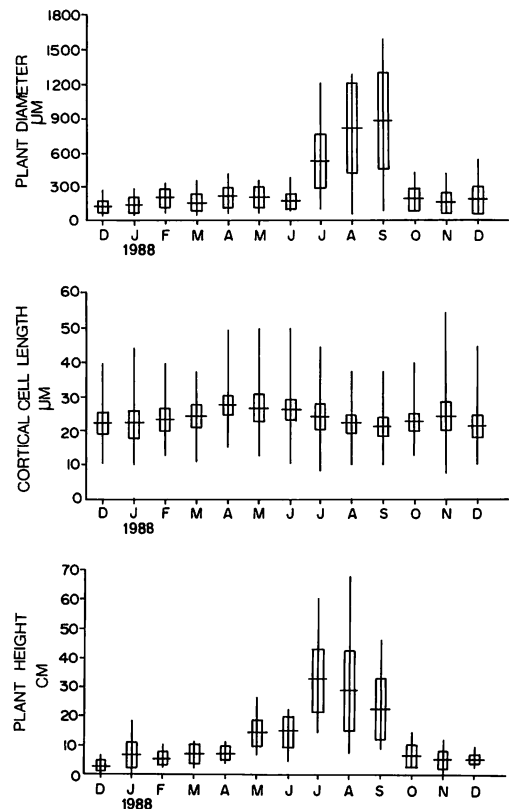 PLANT DIAMETER
µM
1800
1500
1200
900
600
300
0
D J F M A M J J A S O N D
1988
CORTICAL CELL LENGTH
µM
60
50
40
30
20
10
0
D J F M A M J J A S O N D
1988
PLANT HEIGHT
CM
70
60
50
40
30
20
10
0
D J F M A M J J A S O N D
1988